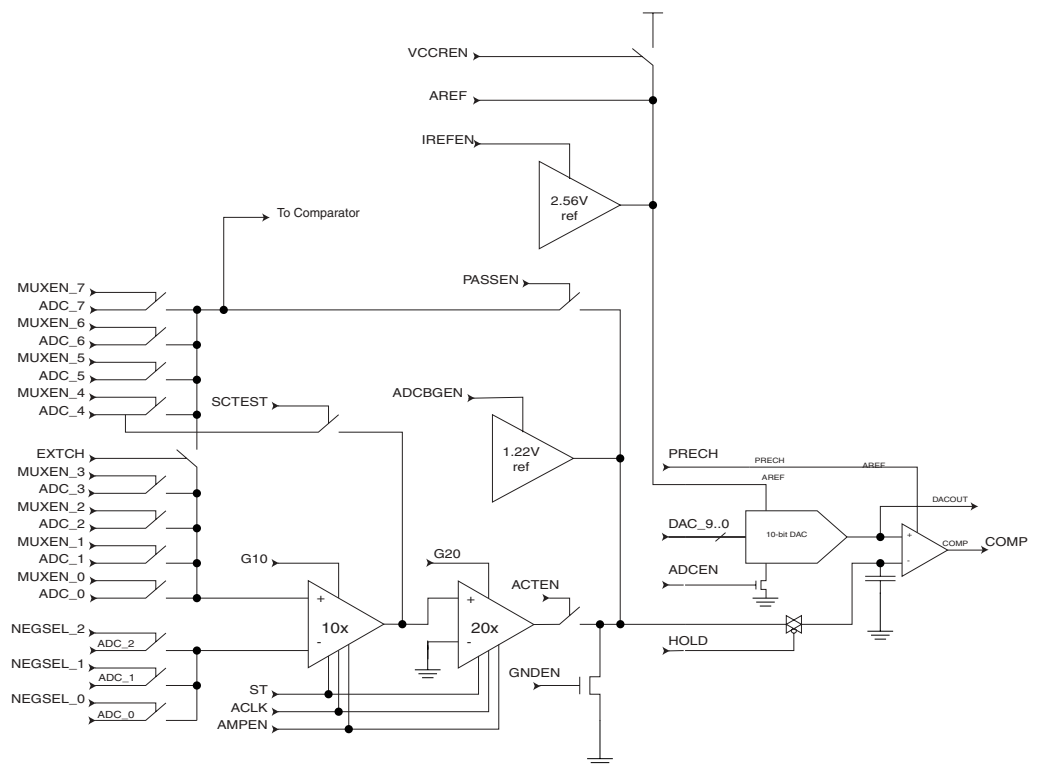 VCCREN
AREF
IREFEN
2.56V
ref
To Comparator
PASSEN
MUXEN_7
ADC_7
MUXEN_6
ADC_6
MUXEN_5
ADC_5
MUXEN_4
ADC_4
SCTEST
ADCBGEN
1.22V
ref
EXTCH
MUXEN_3
ADC_3
MUXEN_2
ADC_2
MUXEN_1
ADC_1
MUXEN_0
ADC_0
PRECH
PRECH
AREF
AREF
DACOUT
DAC_9..0
10-bit DAC
+
-
COMP
COMP
ADCEN
HOLD
G10
G20
ACTEN
+
10x
-
+
20x
-
NEGSEL_2
ADC_2
NEGSEL_1
ADC_1
NEGSEL_0
ADC_0
ST
ACLK
AMPEN
GNDEN